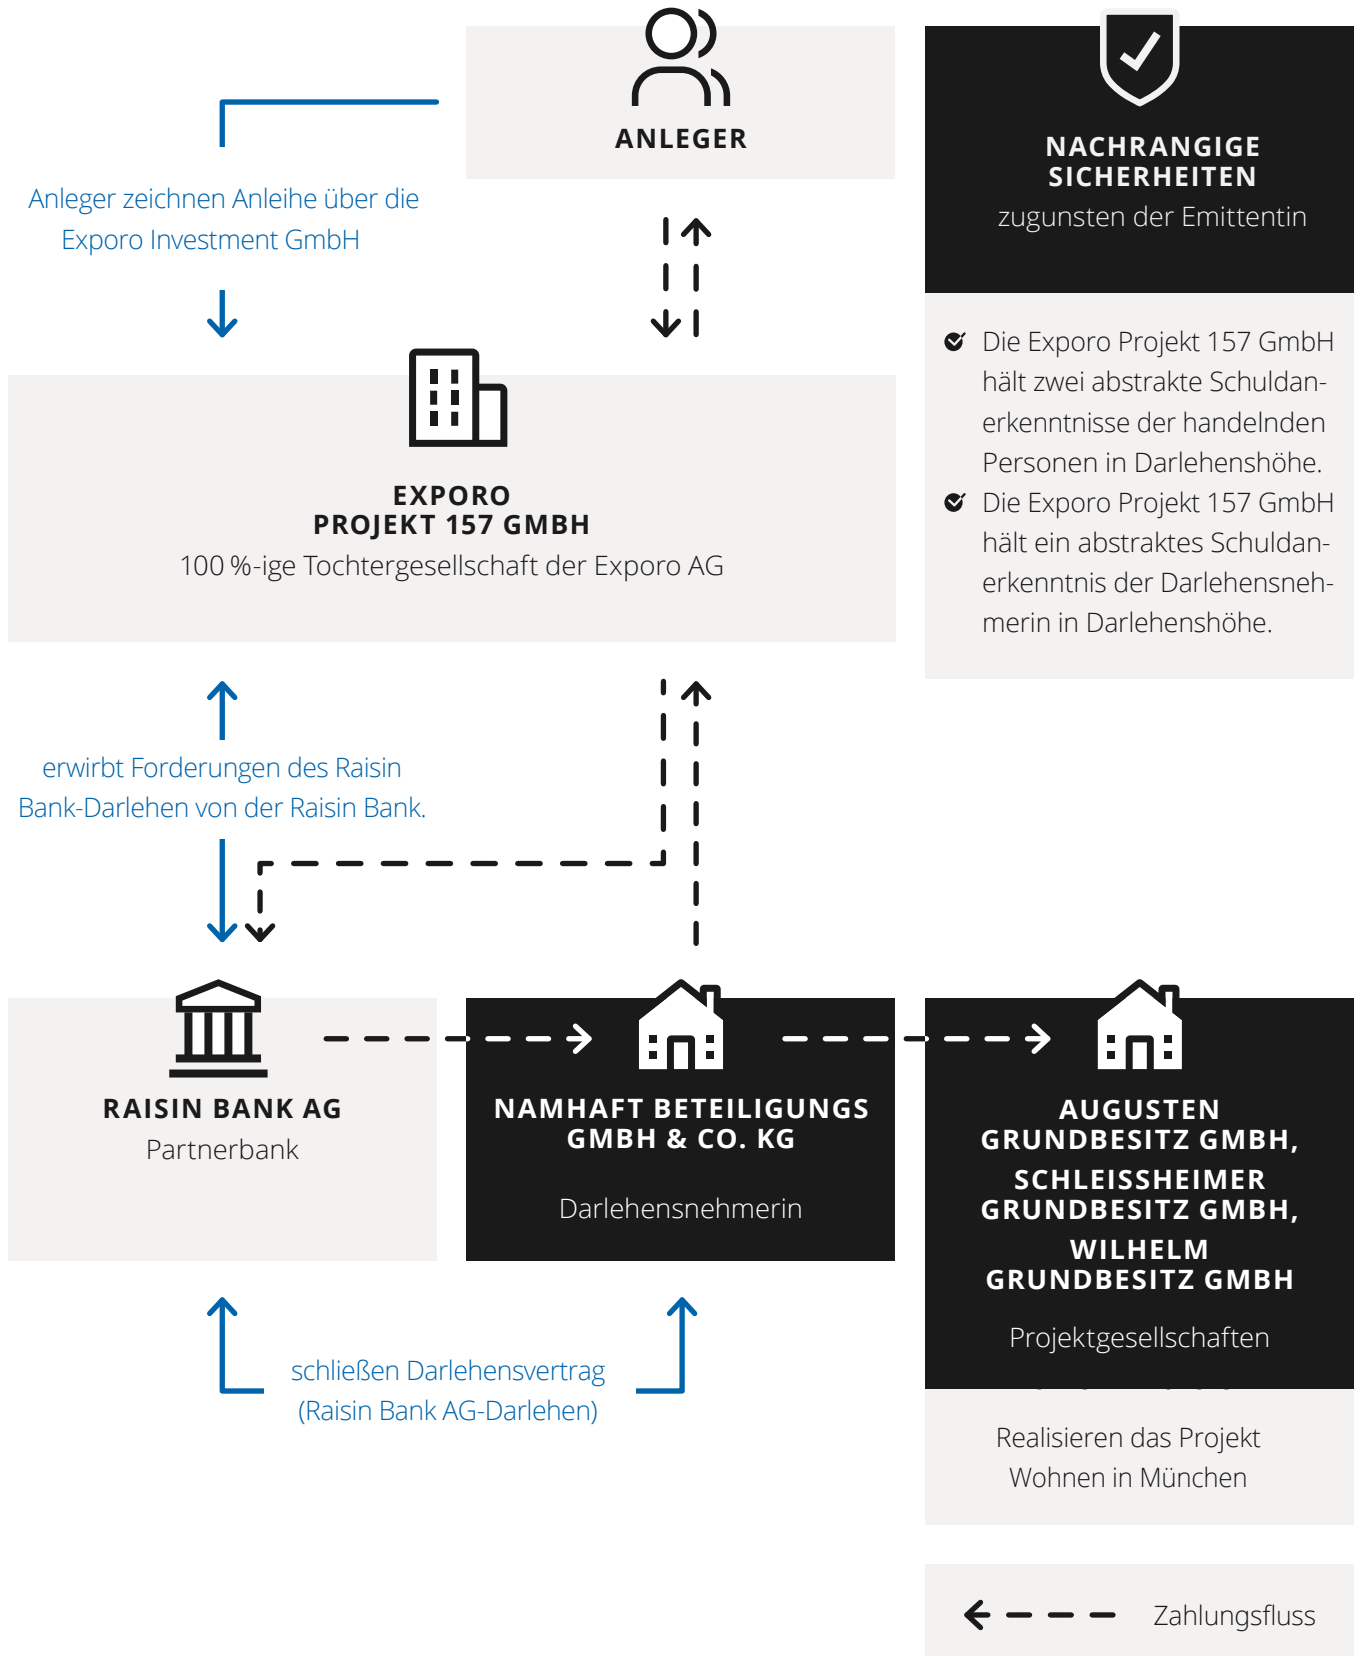 ANLEGER
Anleger zeichnen Anleihe über die
Exporo Investment GmbH
NACHRANGIGE
SICHERHEITEN
zugunsten der Emittentin
Die Exporo Projekt 157 GmbH
hält zwei abstrakte Schuldan-
erkenntnisse der handelnden
Personen in Darlehenshöhe.
Die Exporo Projekt 157 GmbH
hält ein abstraktes Schuldan-
erkenntnis der Darlehensneh-
merin in Darlehenshöhe.
EXPORO
PROJEKT 157 GMBH
100 %-ige Tochtergesellschaft der Exporo AG
erwirbt Forderungen des Raisin
Bank-Darlehen von der Raisin Bank.
RAISIN BANK AG
Partnerbank
NAMHAFT BETEILIGUNGS
GMBH & CO. KG
Darlehensnehmerin
AUGUSTEN
GRUNDBESITZ GMBH,
SCHLEISSHEIMER
GRUNDBESITZ GMBH,
WILHELM
GRUNDBESITZ GMBH
Projektgesellschaften
Realisieren das Projekt
Wohnen in München
schließen Darlehensvertrag
(Raisin Bank AG-Darlehen)
Zahlungsfluss